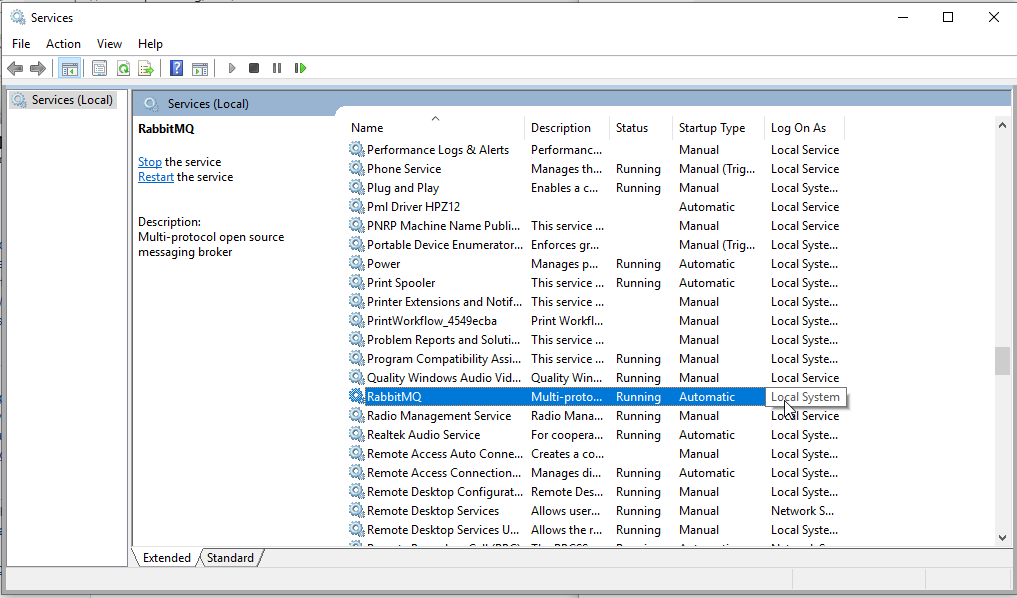 Services
File Action View Help
Services (Local)
Services (Local)
RabbitMQ
Stop the service
Restart the service
Description:
Multi-protocol open source
messaging broker
Name Description Status Startup Type Log On As
Performance Logs & Alerts Performanc... Manual Local Service
Phone Service Manages th... Running Manual (Trig... Local Service
Plug and Play Enables a c... Running Manual Local Syste...
Pml Driver HPZ12 Automatic Local Service
PNRP Machine Name Publi... This service ... Manual Local Service
Portable Device Enumerator... Enforces gr... Manual (Trig... Local Syste...
Power Manages p... Running Automatic Local Syste...
Print Spooler This service ... Running Automatic Local Syste...
Printer Extensions and Notif... This service ... Manual Local Syste...
PrintWorkflow_4549ecba Print Workfl... Manual Local Syste...
Problem Reports and Soluti... This service ... Manual Local Syste...
Program Compatibility Assi... This service ... Running Manual Local Syste...
Quality Windows Audio Vid... Quality Win... Running Manual Local Service
RabbitMQ Multi-proto... Running Automatic Local System
Radio Management Service Radio Mana... Running Manual Local Service
Realtek Audio Service For coopera... Running Automatic Local Syste...
Remote Access Auto Conne... Creates a co... Manual Local Syste...
Remote Access Connection... Manages di... Running Automatic Local Syste...
Remote Desktop Configurat... Remote Des... Running Manual Local Syste...
Remote Desktop Services Allows user... Running Manual Network S...
Remote Desktop Services U... Allows the r... Running Manual Local Syste...
Extended Standard